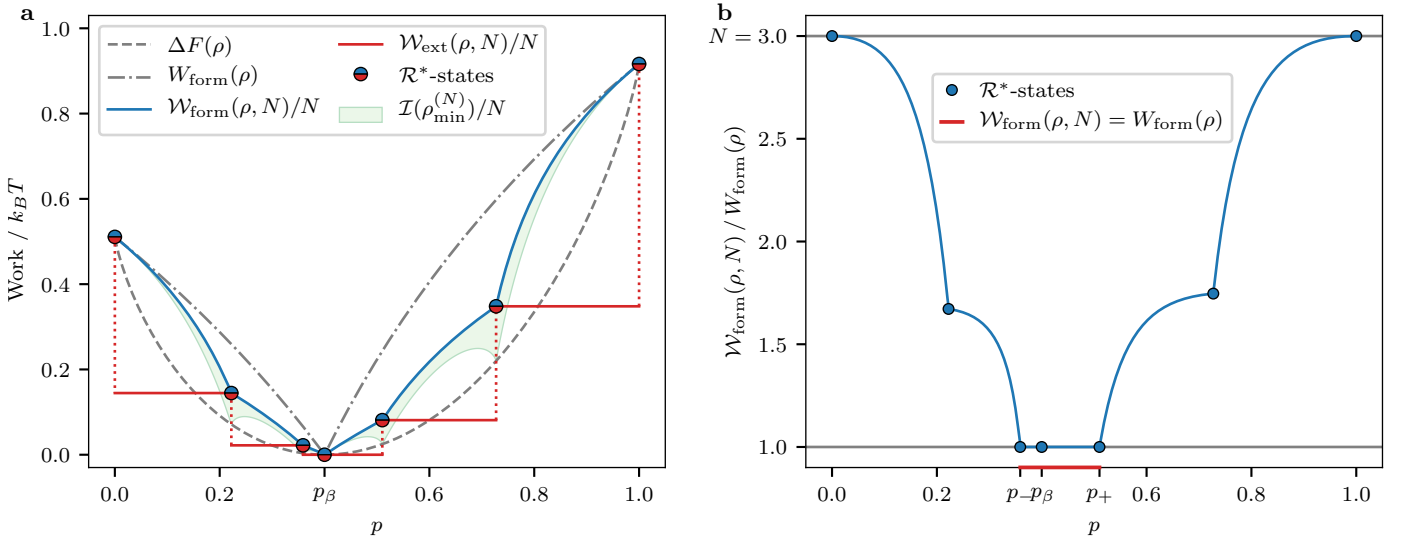 a
Work / k_B T
1.0
0.8
0.6
0.4
0.2
0.0
ΔF(ρ)
W_form(ρ)
𝒲_form(ρ, N)/N
𝒲_ext(ρ, N)/N
ℛ*-states
ℐ(ρ_min^(N))/N
0.0 0.2 p_β 0.6 0.8 1.0
p
b
𝒲_form(ρ, N) / W_form(ρ)
N = 3.0
2.5
2.0
1.5
1.0
ℛ*-states
𝒲_form(ρ, N) = W_form(ρ)
0.0 0.2 p_− p_β p_+ 0.6 0.8 1.0
p